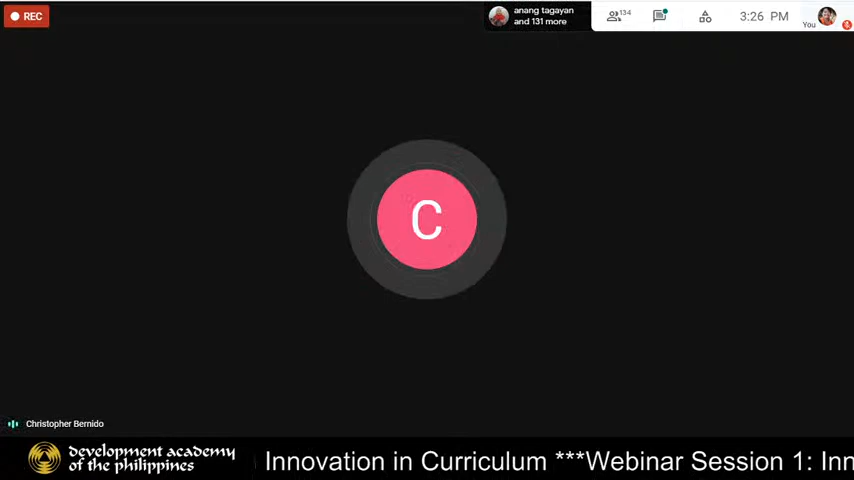 REC
anang tagayan
and 131 more
134
3:26 PM
You
C
Christopher Bernido
development academy
of the philippines
Innovation in Curriculum ***Webinar Session 1: Inn